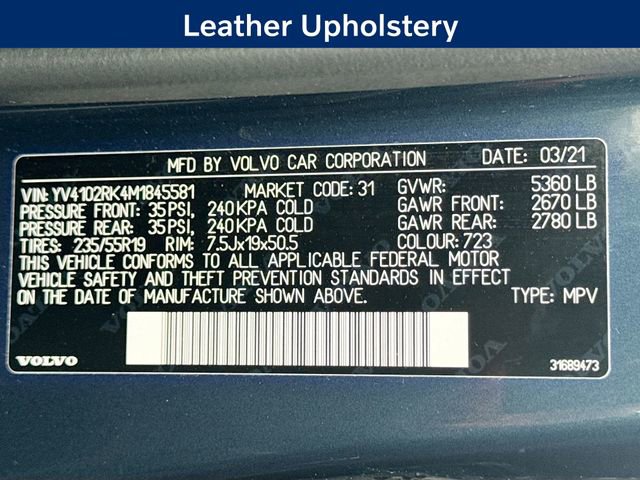 Leather Upholstery
MFD BY VOLVO CAR CORPORATION DATE: 03/21
VIN: YV4102RK4M1845581 MARKET CODE: 31 GVWR: 5360 LB
PRESSURE FRONT: 35 PSI, 240 KPA COLD GAWR FRONT: 2670 LB
PRESSURE REAR: 35 PSI, 240 KPA COLD GAWR REAR: 2780 LB
TIRES: 235/55R19 RIM: 7.5Jx19x50.5 COLOUR: 723
THIS VEHICLE CONFORMS TO ALL APPLICABLE FEDERAL MOTOR
VEHICLE SAFETY AND THEFT PREVENTION STANDARDS IN EFFECT
ON THE DATE OF MANUFACTURE SHOWN ABOVE. TYPE: MPV
VOLVO 31689473